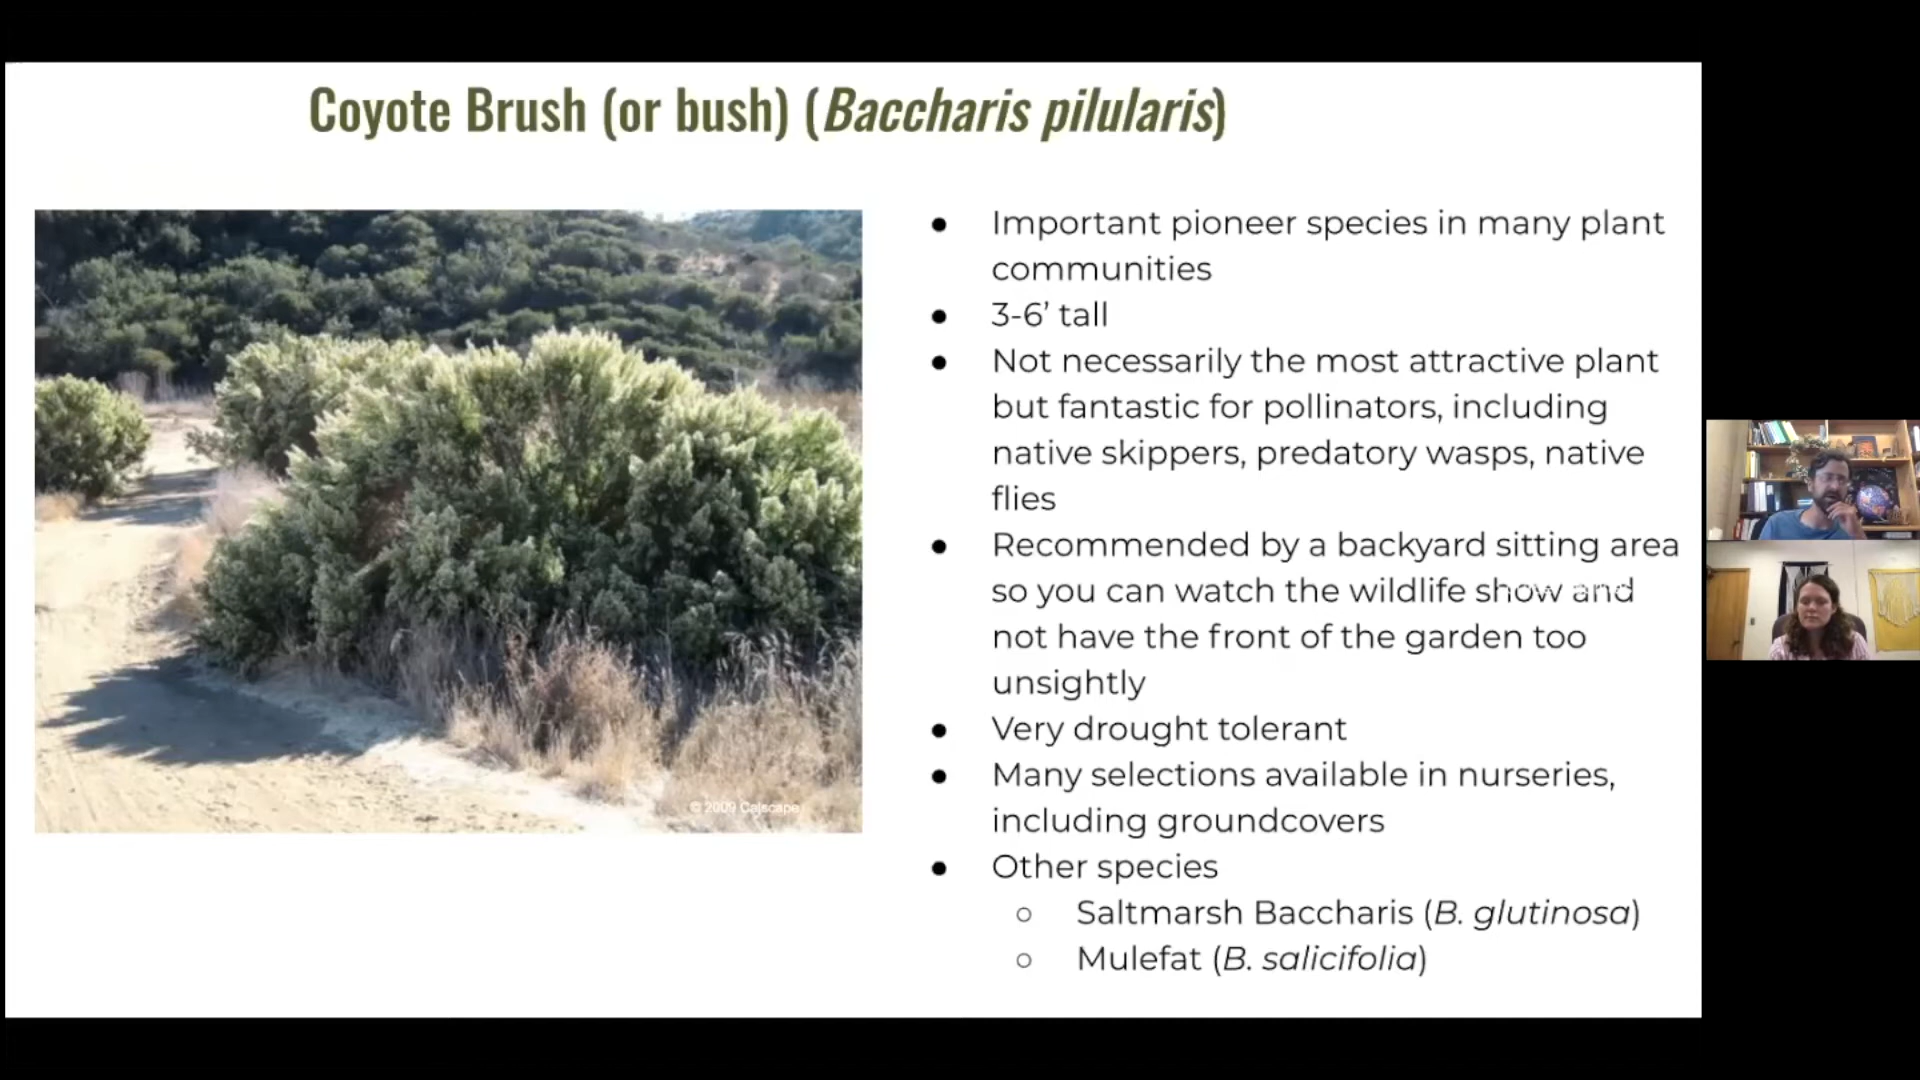 Coyote Brush (or bush) (Baccharis pilularis)
● Important pioneer species in many plant
communities
● 3-6’ tall
● Not necessarily the most attractive plant
but fantastic for pollinators, including
native skippers, predatory wasps, native
flies
● Recommended by a backyard sitting area
so you can watch the wildlife show and
not have the front of the garden too
unsightly
● Very drought tolerant
● Many selections available in nurseries,
including groundcovers
● Other species
○ Saltmarsh Baccharis (B. glutinosa)
○ Mulefat (B. salicifolia)
© 2009 Calscape